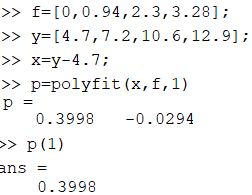 >> f=[0,0.94,2.3,3.28];
>> y=[4.7,7.2,10.6,12.9];
>> x=y-4.7;
>> p=polyfit(x,f,1)
p =
0.3998 -0.0294
>> p(1)
ans =
0.3998